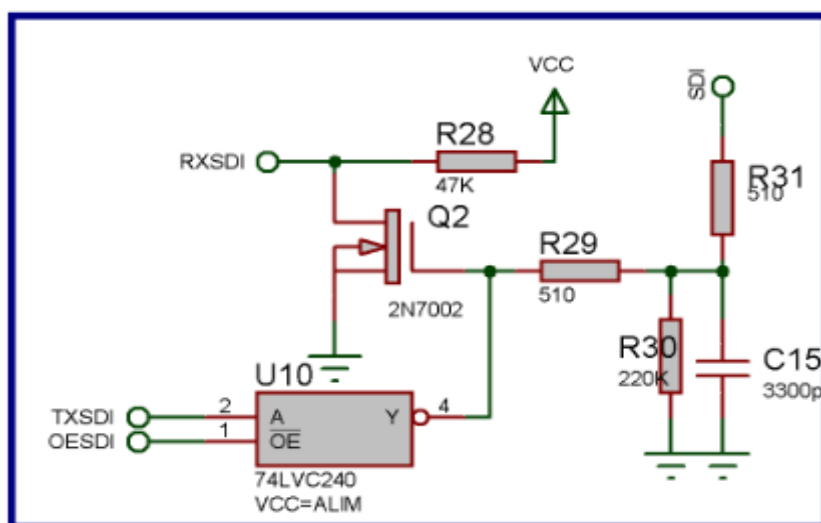 VCC
SDI
R28
RXSDI
47K
R31
510
Q2
R29
510
2N7002
R30
220K
C15
3300p
U10
TXSDI
2
A
Y
4
OESDI
1
OE
74LVC240
VCC=ALIM